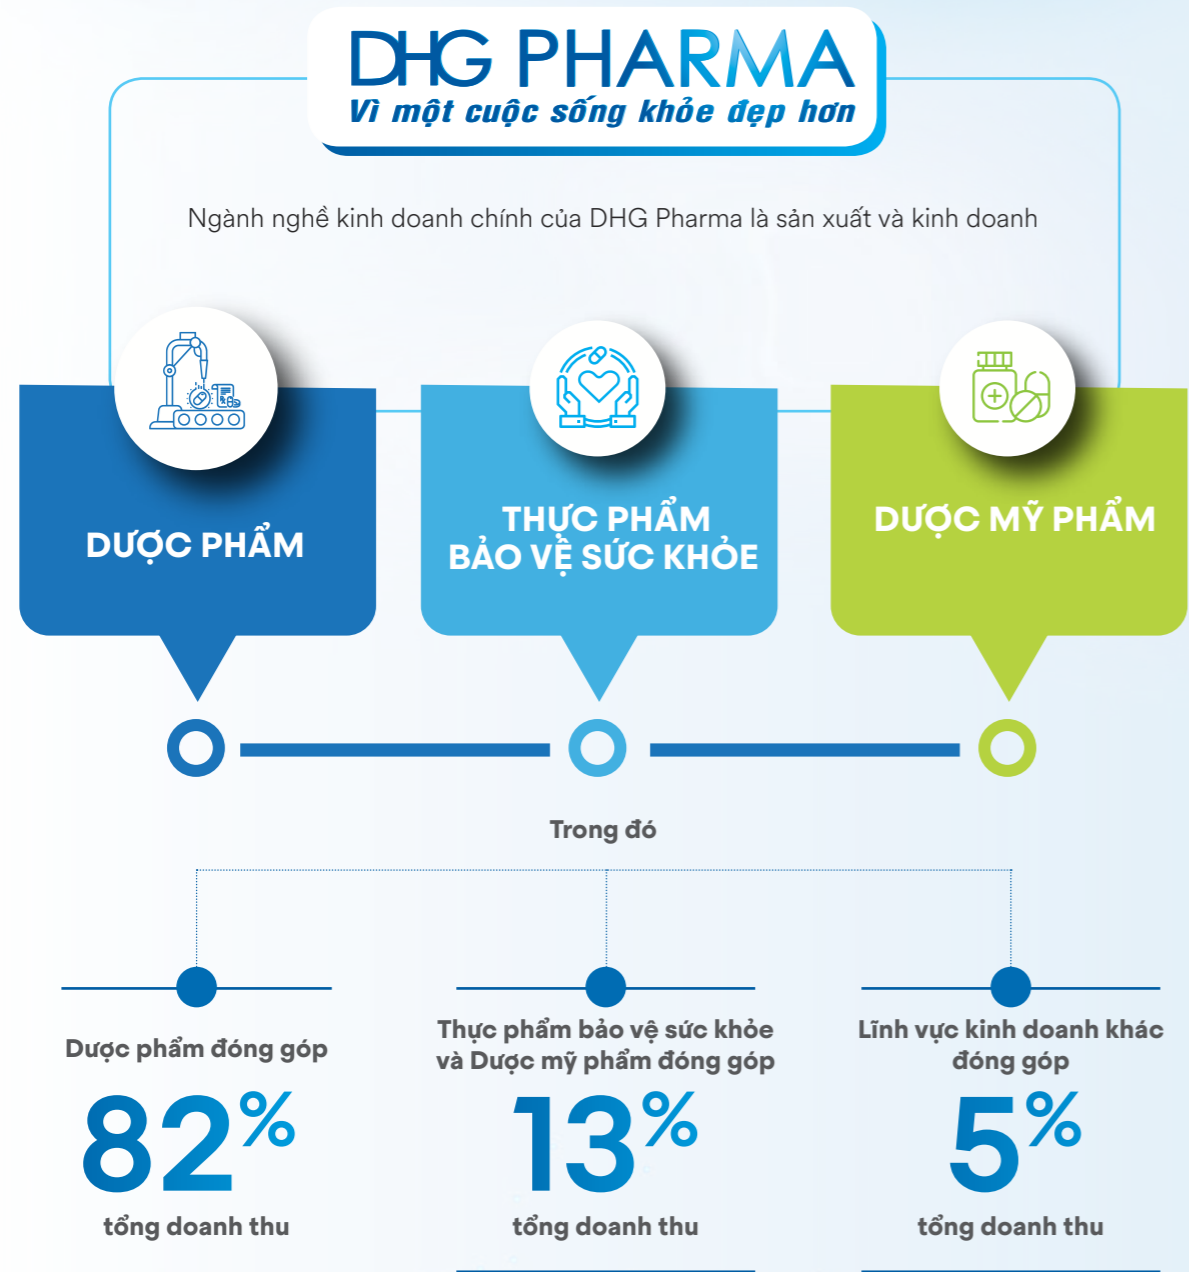 DHG PHARMA
Vì một cuộc sống khỏe đẹp hơn
Ngành nghề kinh doanh chính của DHG Pharma là sản xuất và kinh doanh
DƯỢC PHẨM
THỰC PHẨM
BẢO VỆ SỨC KHỎE
DƯỢC MỸ PHẨM
Trong đó
Dược phẩm đóng góp
82%
tổng doanh thu
Thực phẩm bảo vệ sức khỏe
và Dược mỹ phẩm đóng góp
13%
tổng doanh thu
Lĩnh vực kinh doanh khác
đóng góp
5%
tổng doanh thu